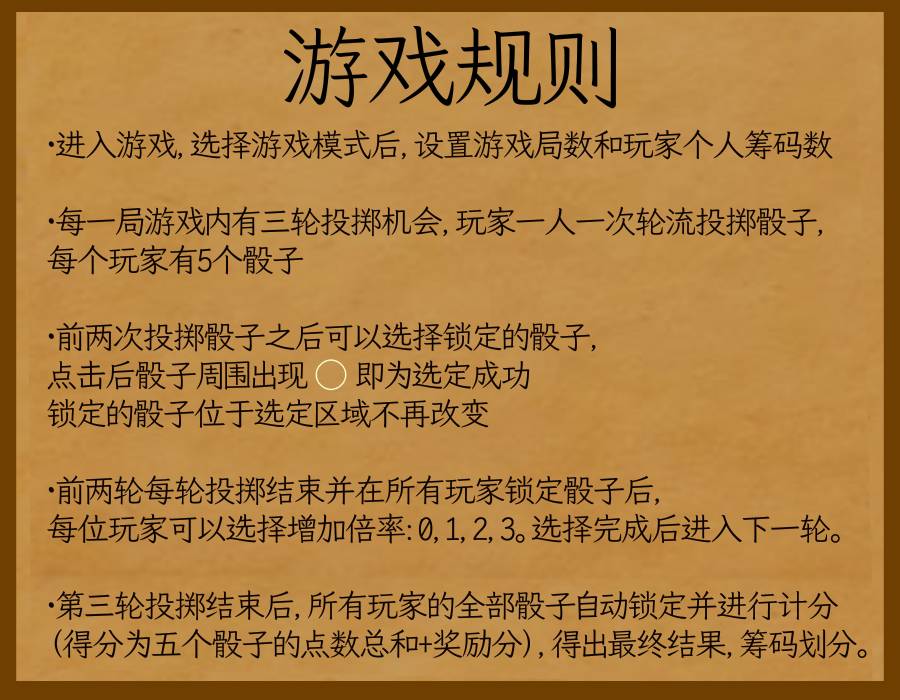 游戏规则
·进入游戏, 选择游戏模式后, 设置游戏局数和玩家个人筹码数
·每一局游戏内有三轮投掷机会, 玩家一人一次轮流投掷骰子,
每个玩家有5个骰子
·前两次投掷骰子之后可以选择锁定的骰子,
点击后骰子周围出现 即为选定成功
锁定的骰子位于选定区域不再改变
·前两轮每轮投掷结束并在所有玩家锁定骰子后,
每位玩家可以选择增加倍率: 0, 1, 2, 3。选择完成后进入下一轮。
·第三轮投掷结束后, 所有玩家的全部骰子自动锁定并进行计分
(得分为五个骰子的点数总和+奖励分) , 得出最终结果, 筹码划分。